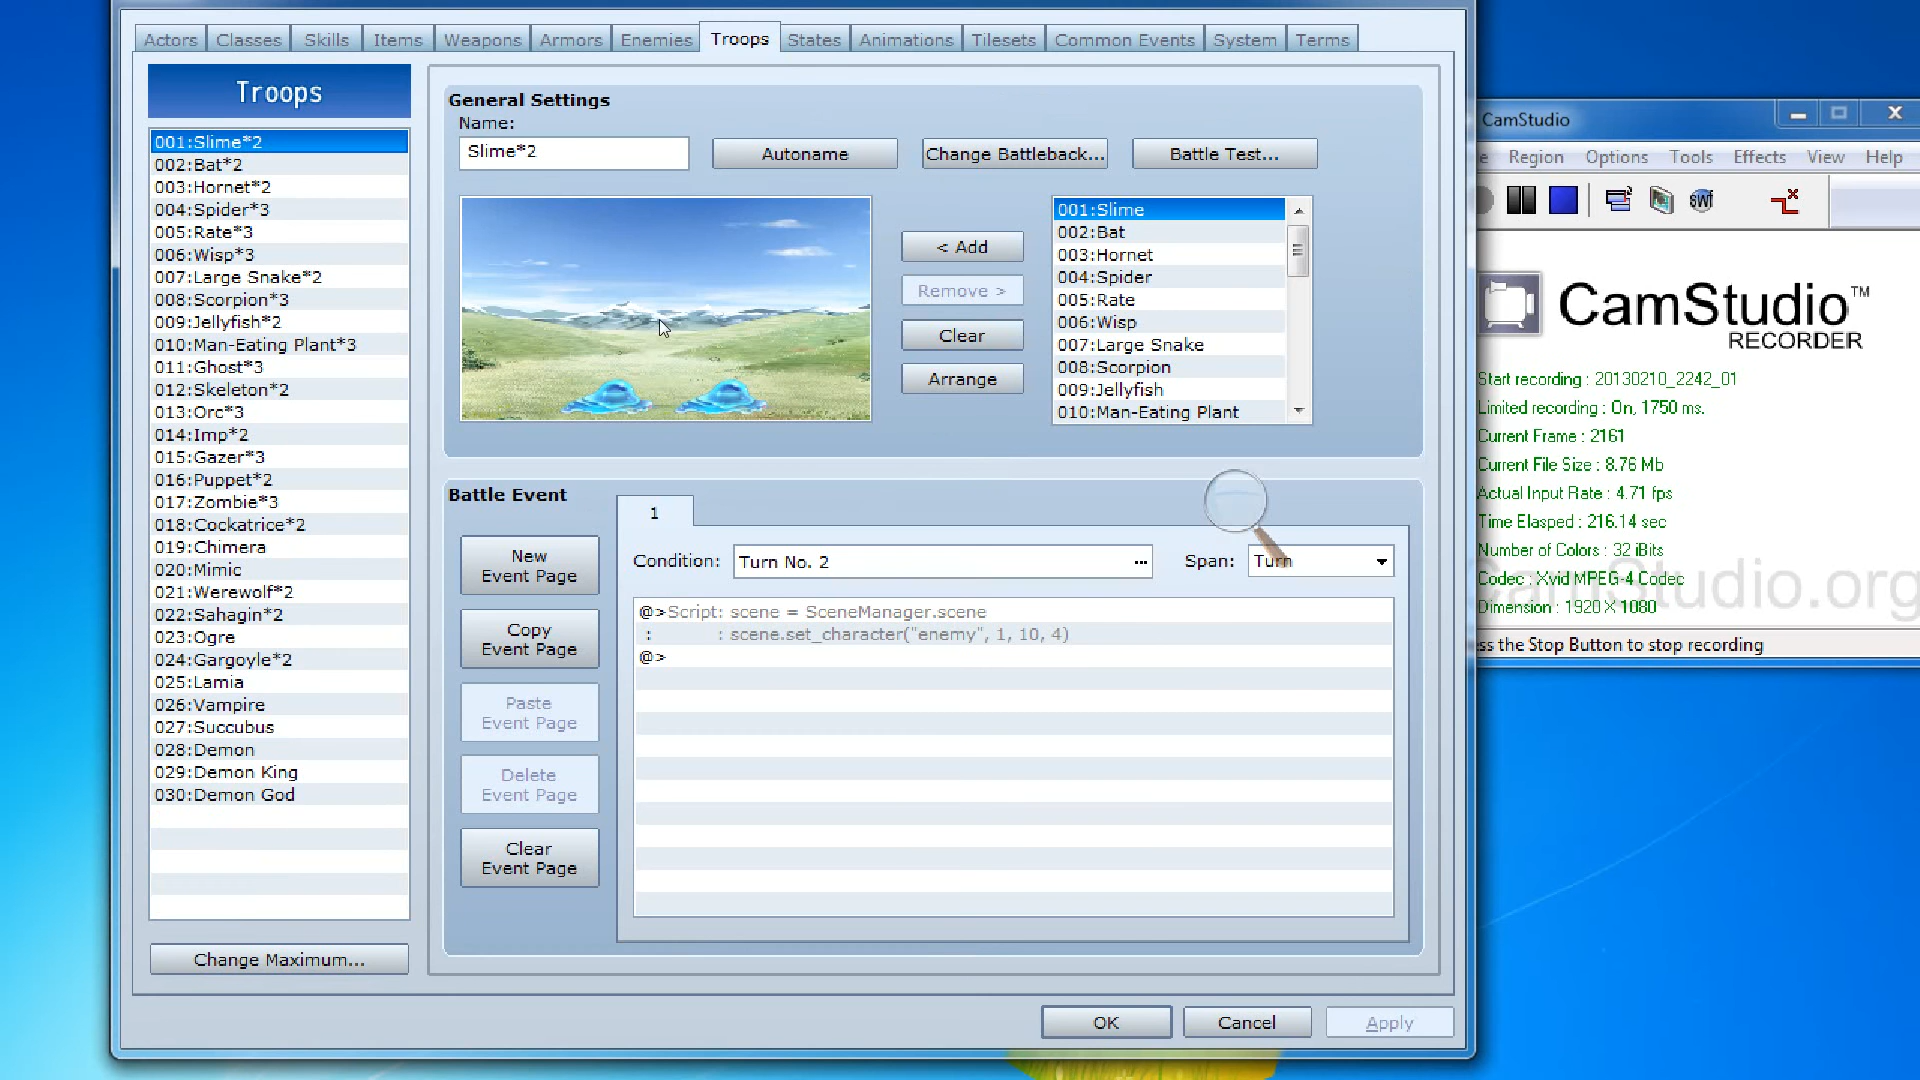 Actors
Classes
Skills
Items
Weapons
Armors
Enemies
Troops
States
Animations
Tilesets
Common Events
System
Terms
Troops
001:Slime*2
002:Bat*2
003:Hornet*2
004:Spider*3
005:Rate*3
006:Wisp*3
007:Large Snake*2
008:Scorpion*3
009:Jellyfish*2
010:Man-Eating Plant*3
011:Ghost*3
012:Skeleton*2
013:Orc*3
014:Imp*2
015:Gazer*3
016:Puppet*2
017:Zombie*3
018:Cockatrice*2
019:Chimera
020:Mimic
021:Werewolf*2
022:Sahagin*2
023:Ogre
024:Gargoyle*2
025:Lamia
026:Vampire
027:Succubus
028:Demon
029:Demon King
030:Demon God
Change Maximum...
General Settings
Name:
Slime*2
Autoname
Change Battleback...
Battle Test...
< Add
Remove >
Clear
Arrange
001:Slime
002:Bat
003:Hornet
004:Spider
005:Rate
006:Wisp
007:Large Snake
008:Scorpion
009:Jellyfish
010:Man-Eating Plant
Battle Event
New
Event Page
Copy
Event Page
Paste
Event Page
Delete
Event Page
Clear
Event Page
1
Condition:
Turn No. 2
...
Span:
Turn
@>Script: scene = SceneManager.scene
: : scene.set_character("enemy", 1, 10, 4)
@>
OK
Cancel
Apply
CamStudio
Region
Options
Tools
Effects
View
Help
SWf
CamStudio™
RECORDER
Start recording : 20130210_2242_01
Limited recording : On, 1750 ms.
Current Frame : 2161
Current File Size : 8.76 Mb
Actual Input Rate : 4.71 fps
Time Elasped : 216.14 sec
Number of Colors : 32 iBits
Codec : Xvid MPEG-4 Codec
Dimension : 1920 X 1080
CamStudio.org
the Stop Button to stop recording